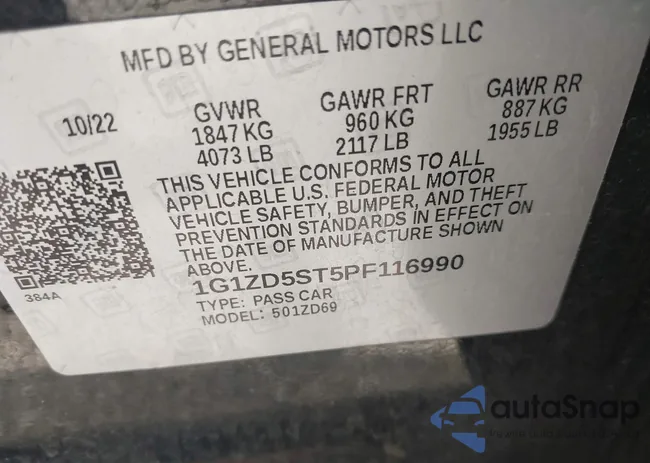 MFD BY GENERAL MOTORS LLC
10/22
GVWR
1847 KG
4073 LB
GAWR FRT
960 KG
2117 LB
GAWR RR
887 KG
1955 LB
THIS VEHICLE CONFORMS TO ALL
APPLICABLE U.S. FEDERAL MOTOR
VEHICLE SAFETY, BUMPER, AND THEFT
PREVENTION STANDARDS IN EFFECT ON
THE DATE OF MANUFACTURE SHOWN
ABOVE.
1G1ZD5ST5PF116990
TYPE: PASS CAR
MODEL: 501ZD69
384A
autoSnap